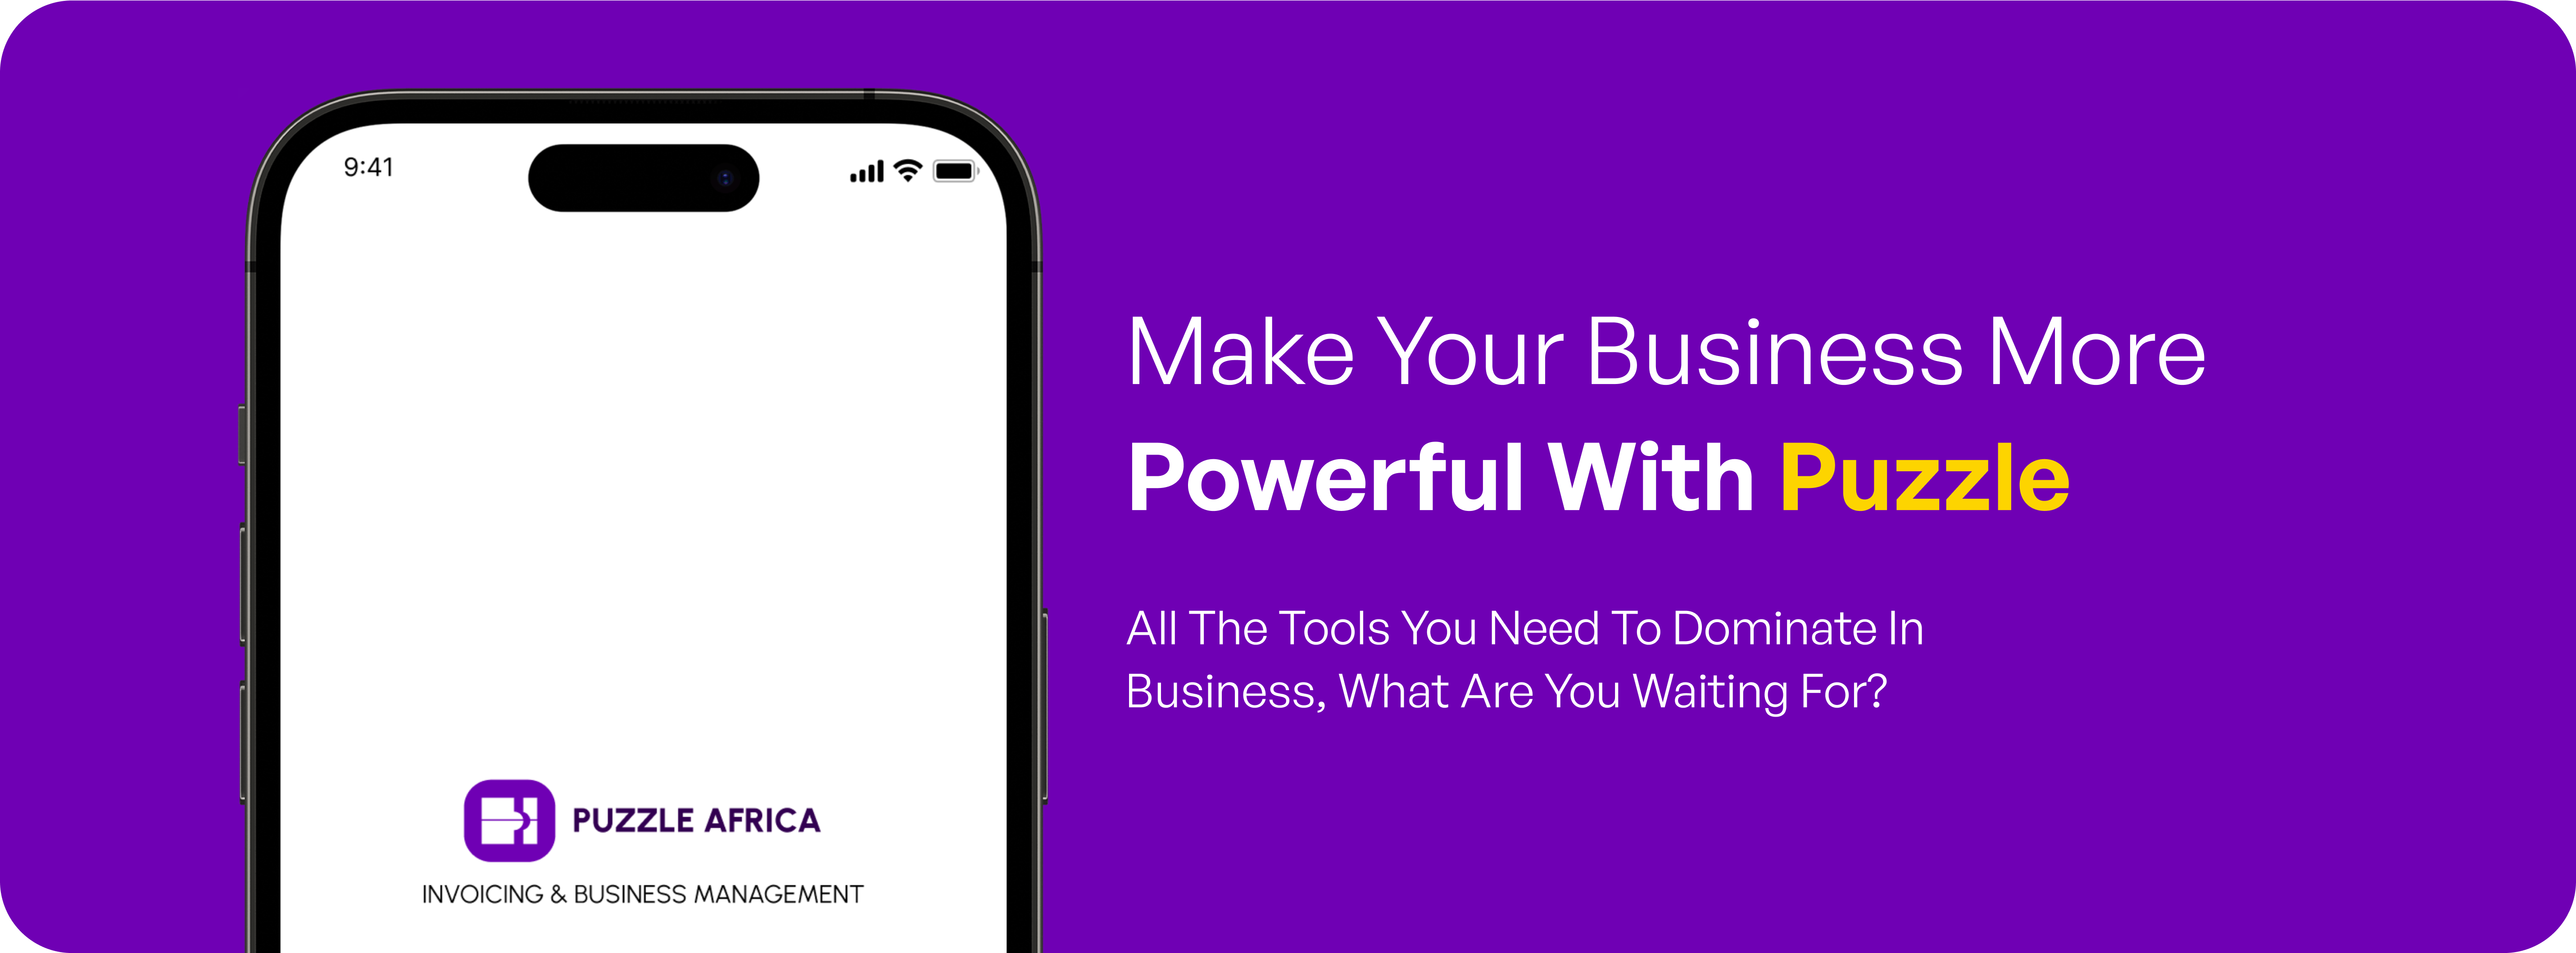 9:41
PUZZLE AFRICA
INVOICING & BUSINESS MANAGEMENT
Make Your Business More
Powerful With Puzzle
All The Tools You Need To Dominate In
Business, What Are You Waiting For?